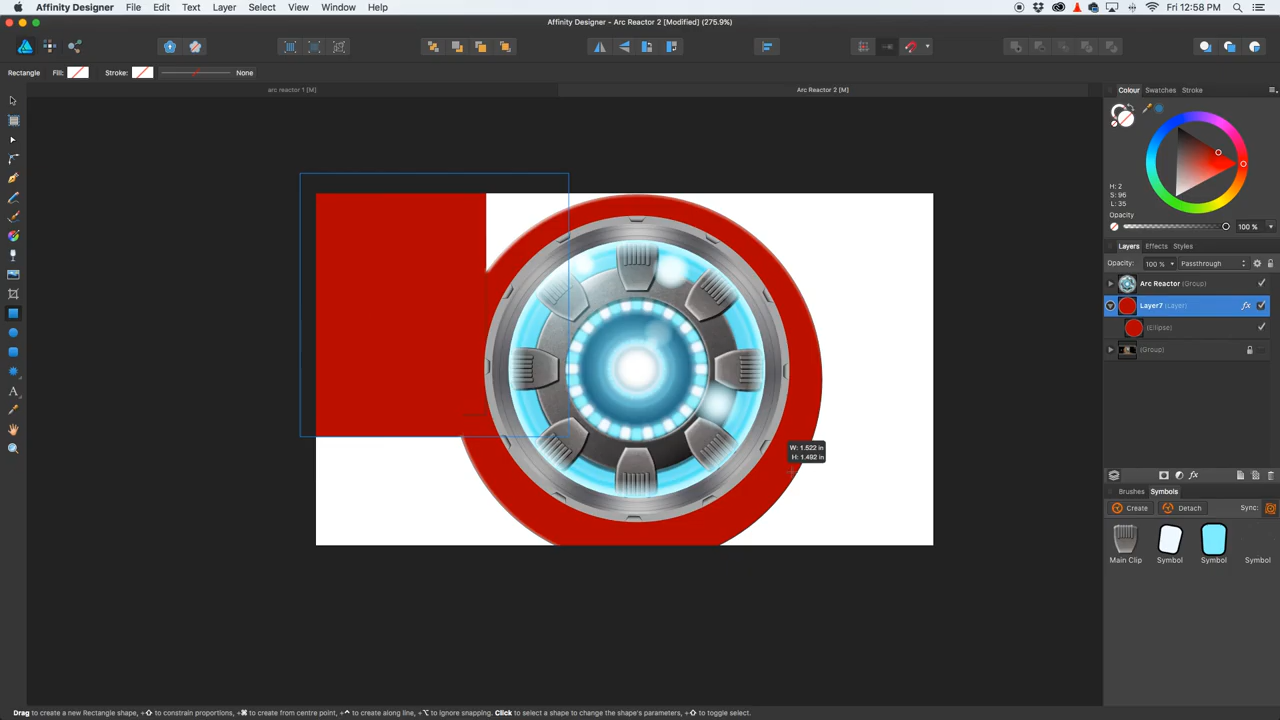 Affinity Designer File Edit Text Layer Select View Window Help
Fri 12:58 PM
Affinity Designer - Arc Reactor 2 [Modified] (275.9%)
Rectangle Fill: Stroke: None
arc reactor 1 [M]
Arc Reactor 2 [M]
Colour Swatches Stroke
H: 2
S: 96
L: 35
Opacity
100 %
Layers Effects Styles
Opacity: 100 % Passthrough
Arc Reactor (Group)
Layer7 (Layer) fx
(Ellipse)
(Group)
W: 1.522 in
H: 1.492 in
fx
Brushes Symbols
Create Detach Sync:
Main Clip Symbol Symbol Symbol
Drag to create a new Rectangle shape, +⇧ to constrain proportions, +⌘ to create from centre point, +^ to create along line, +⌥ to ignore snapping. Click to select a shape to change the shape's parameters, +⇧ to toggle select.